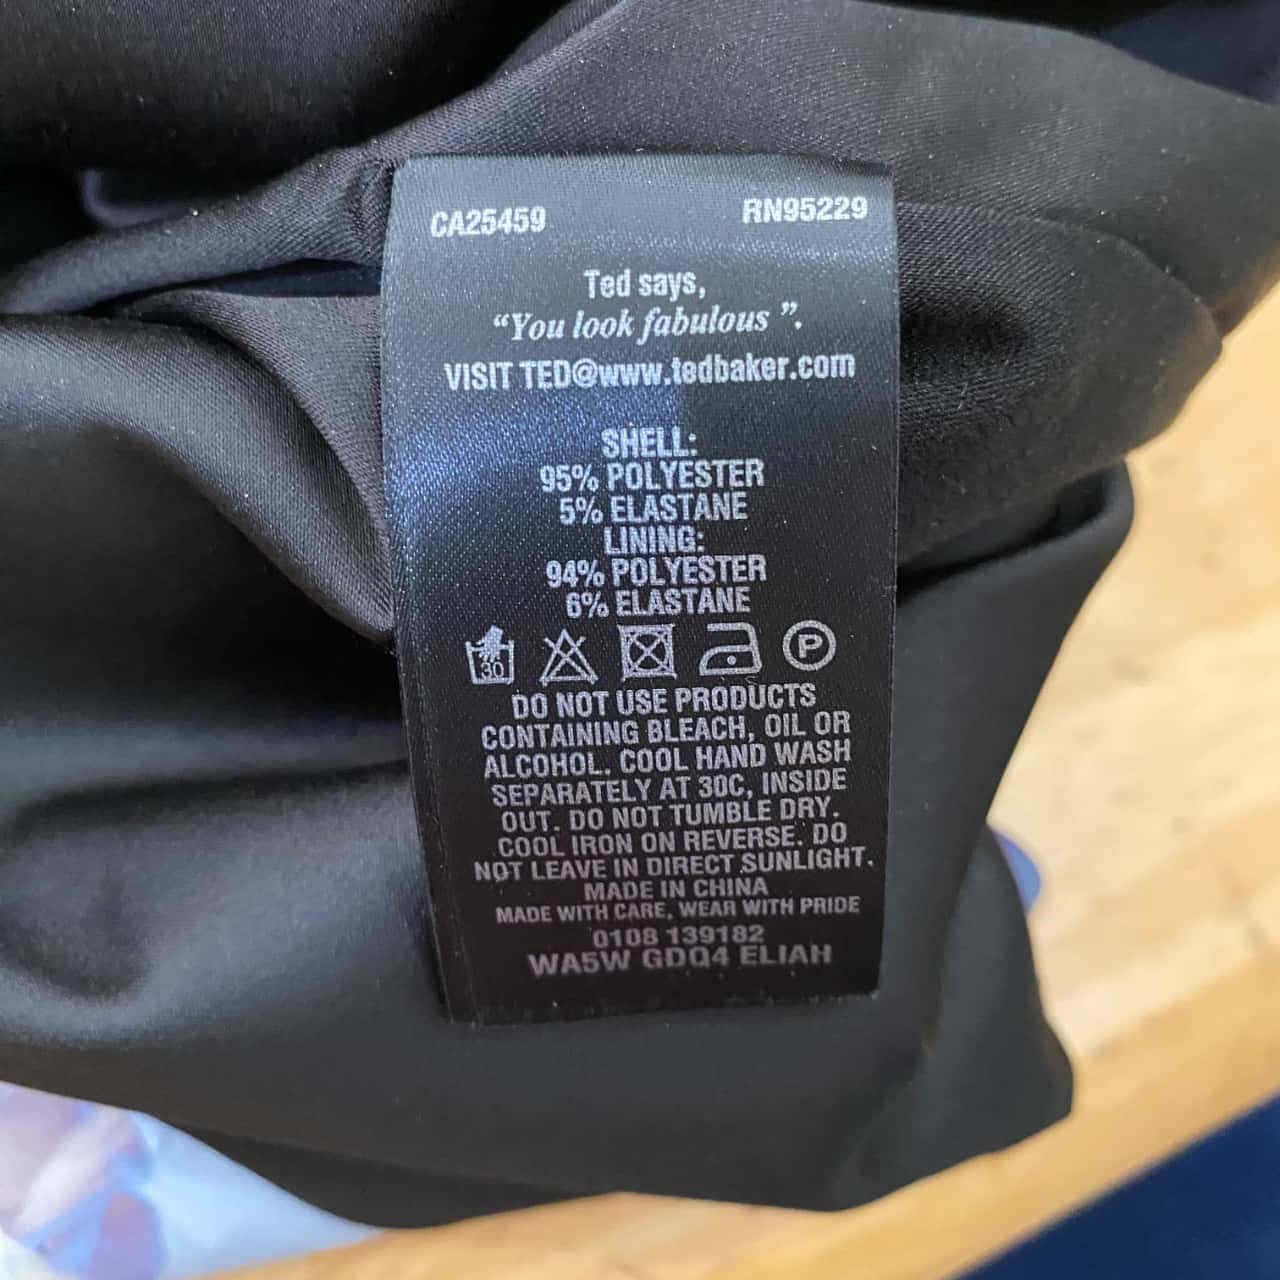 CA25459 RN95229
Ted says,
“You look fabulous”.
VISIT TED@www.tedbaker.com
SHELL:
95% POLYESTER
5% ELASTANE
LINING:
94% POLYESTER
6% ELASTANE
30 P
DO NOT USE PRODUCTS
CONTAINING BLEACH, OIL OR
ALCOHOL. COOL HAND WASH
SEPARATELY AT 30C, INSIDE
OUT. DO NOT TUMBLE DRY.
COOL IRON ON REVERSE. DO
NOT LEAVE IN DIRECT SUNLIGHT.
MADE IN CHINA
MADE WITH CARE, WEAR WITH PRIDE
0108 139182
WA5W GDQ4 ELIAH